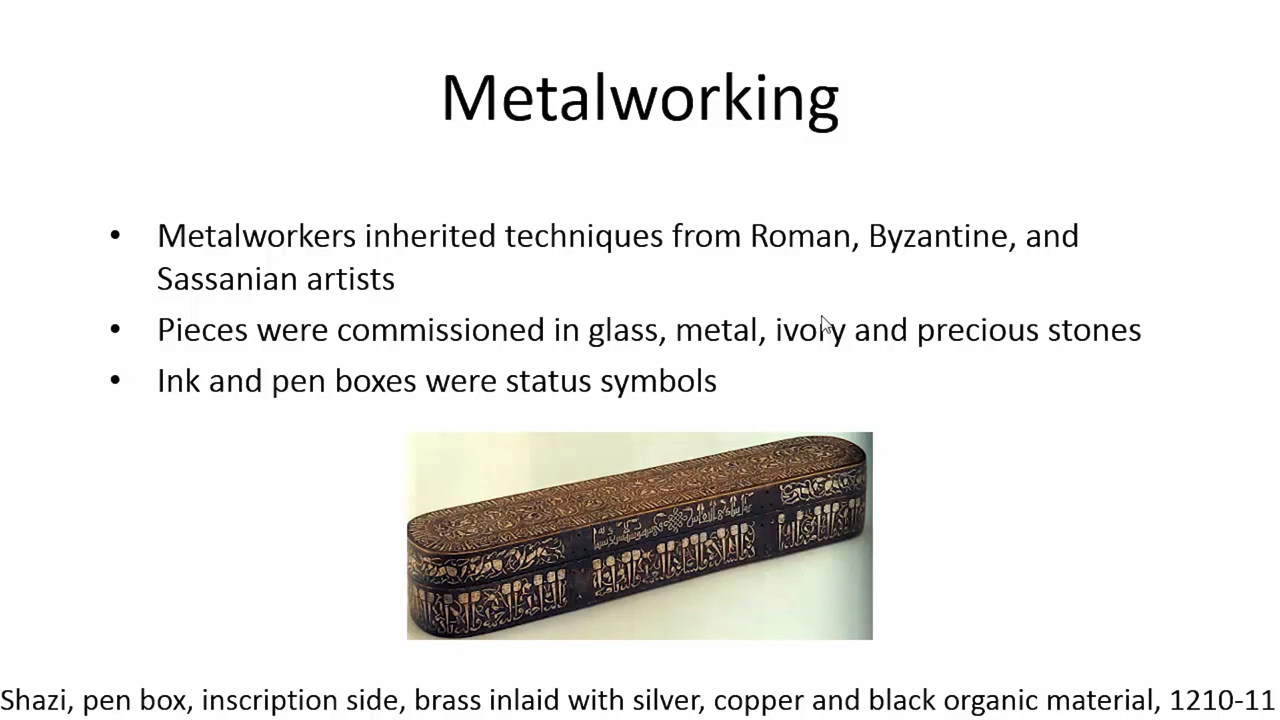 Metalworking
• Metalworkers inherited techniques from Roman, Byzantine, and
Sassanian artists
• Pieces were commissioned in glass, metal, ivory and precious stones
• Ink and pen boxes were status symbols
Shazi, pen box, inscription side, brass inlaid with silver, copper and black organic material, 1210-11